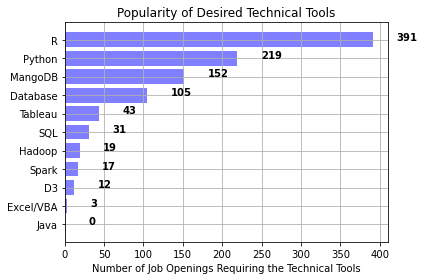 Popularity of Desired Technical Tools
R 391
Python 219
MangoDB 152
Database 105
Tableau 43
SQL 31
Hadoop 19
Spark 17
D3 12
Excel/VBA 3
Java 0
0 50 100 150 200 250 300 350 400
Number of Job Openings Requiring the Technical Tools